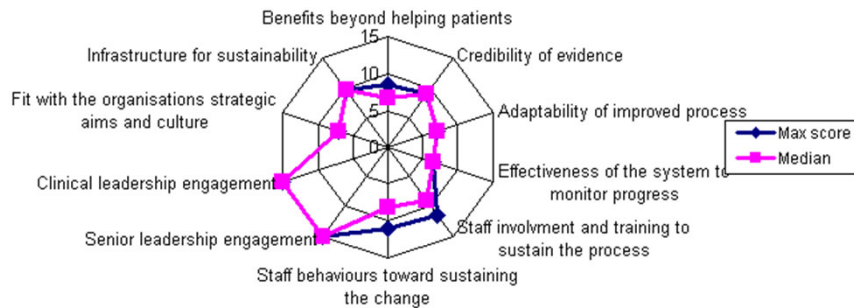 Benefits beyond helping patients
15
Infrastructure for sustainability
Credibility of evidence
10
Fit with the organisations strategic
aims and culture
5
Adaptability of improved process
Max score
Median
0
Clinical leadership engagement
Effectiveness of the system to
monitor progress
Senior leadership engagement
Staff involvment and training to
sustain the process
Staff behaviours toward sustaining
the change